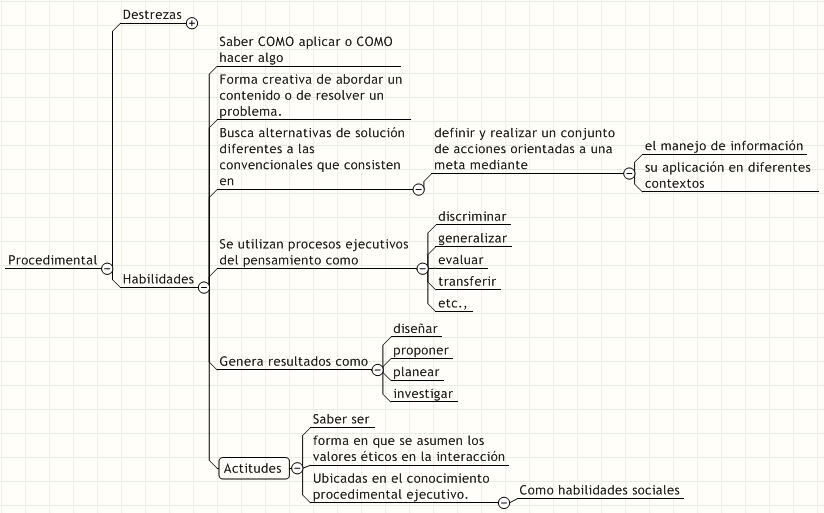 Procedimental
Destrezas
Habilidades
Saber COMO aplicar o COMO
hacer algo
Forma creativa de abordar un
contenido o de resolver un
problema.
Busca alternativas de solución
diferentes a las
convencionales que consisten
en
definir y realizar un conjunto
de acciones orientadas a una
meta mediante
el manejo de información
su aplicación en diferentes
contextos
Se utilizan procesos ejecutivos
del pensamiento como
discriminar
generalizar
evaluar
transferir
etc.,
Genera resultados como
diseñar
proponer
planear
investigar
Actitudes
Saber ser
forma en que se asumen los
valores éticos en la interacción
Ubicadas en el conocimiento
procedimental ejecutivo.
Como habilidades sociales